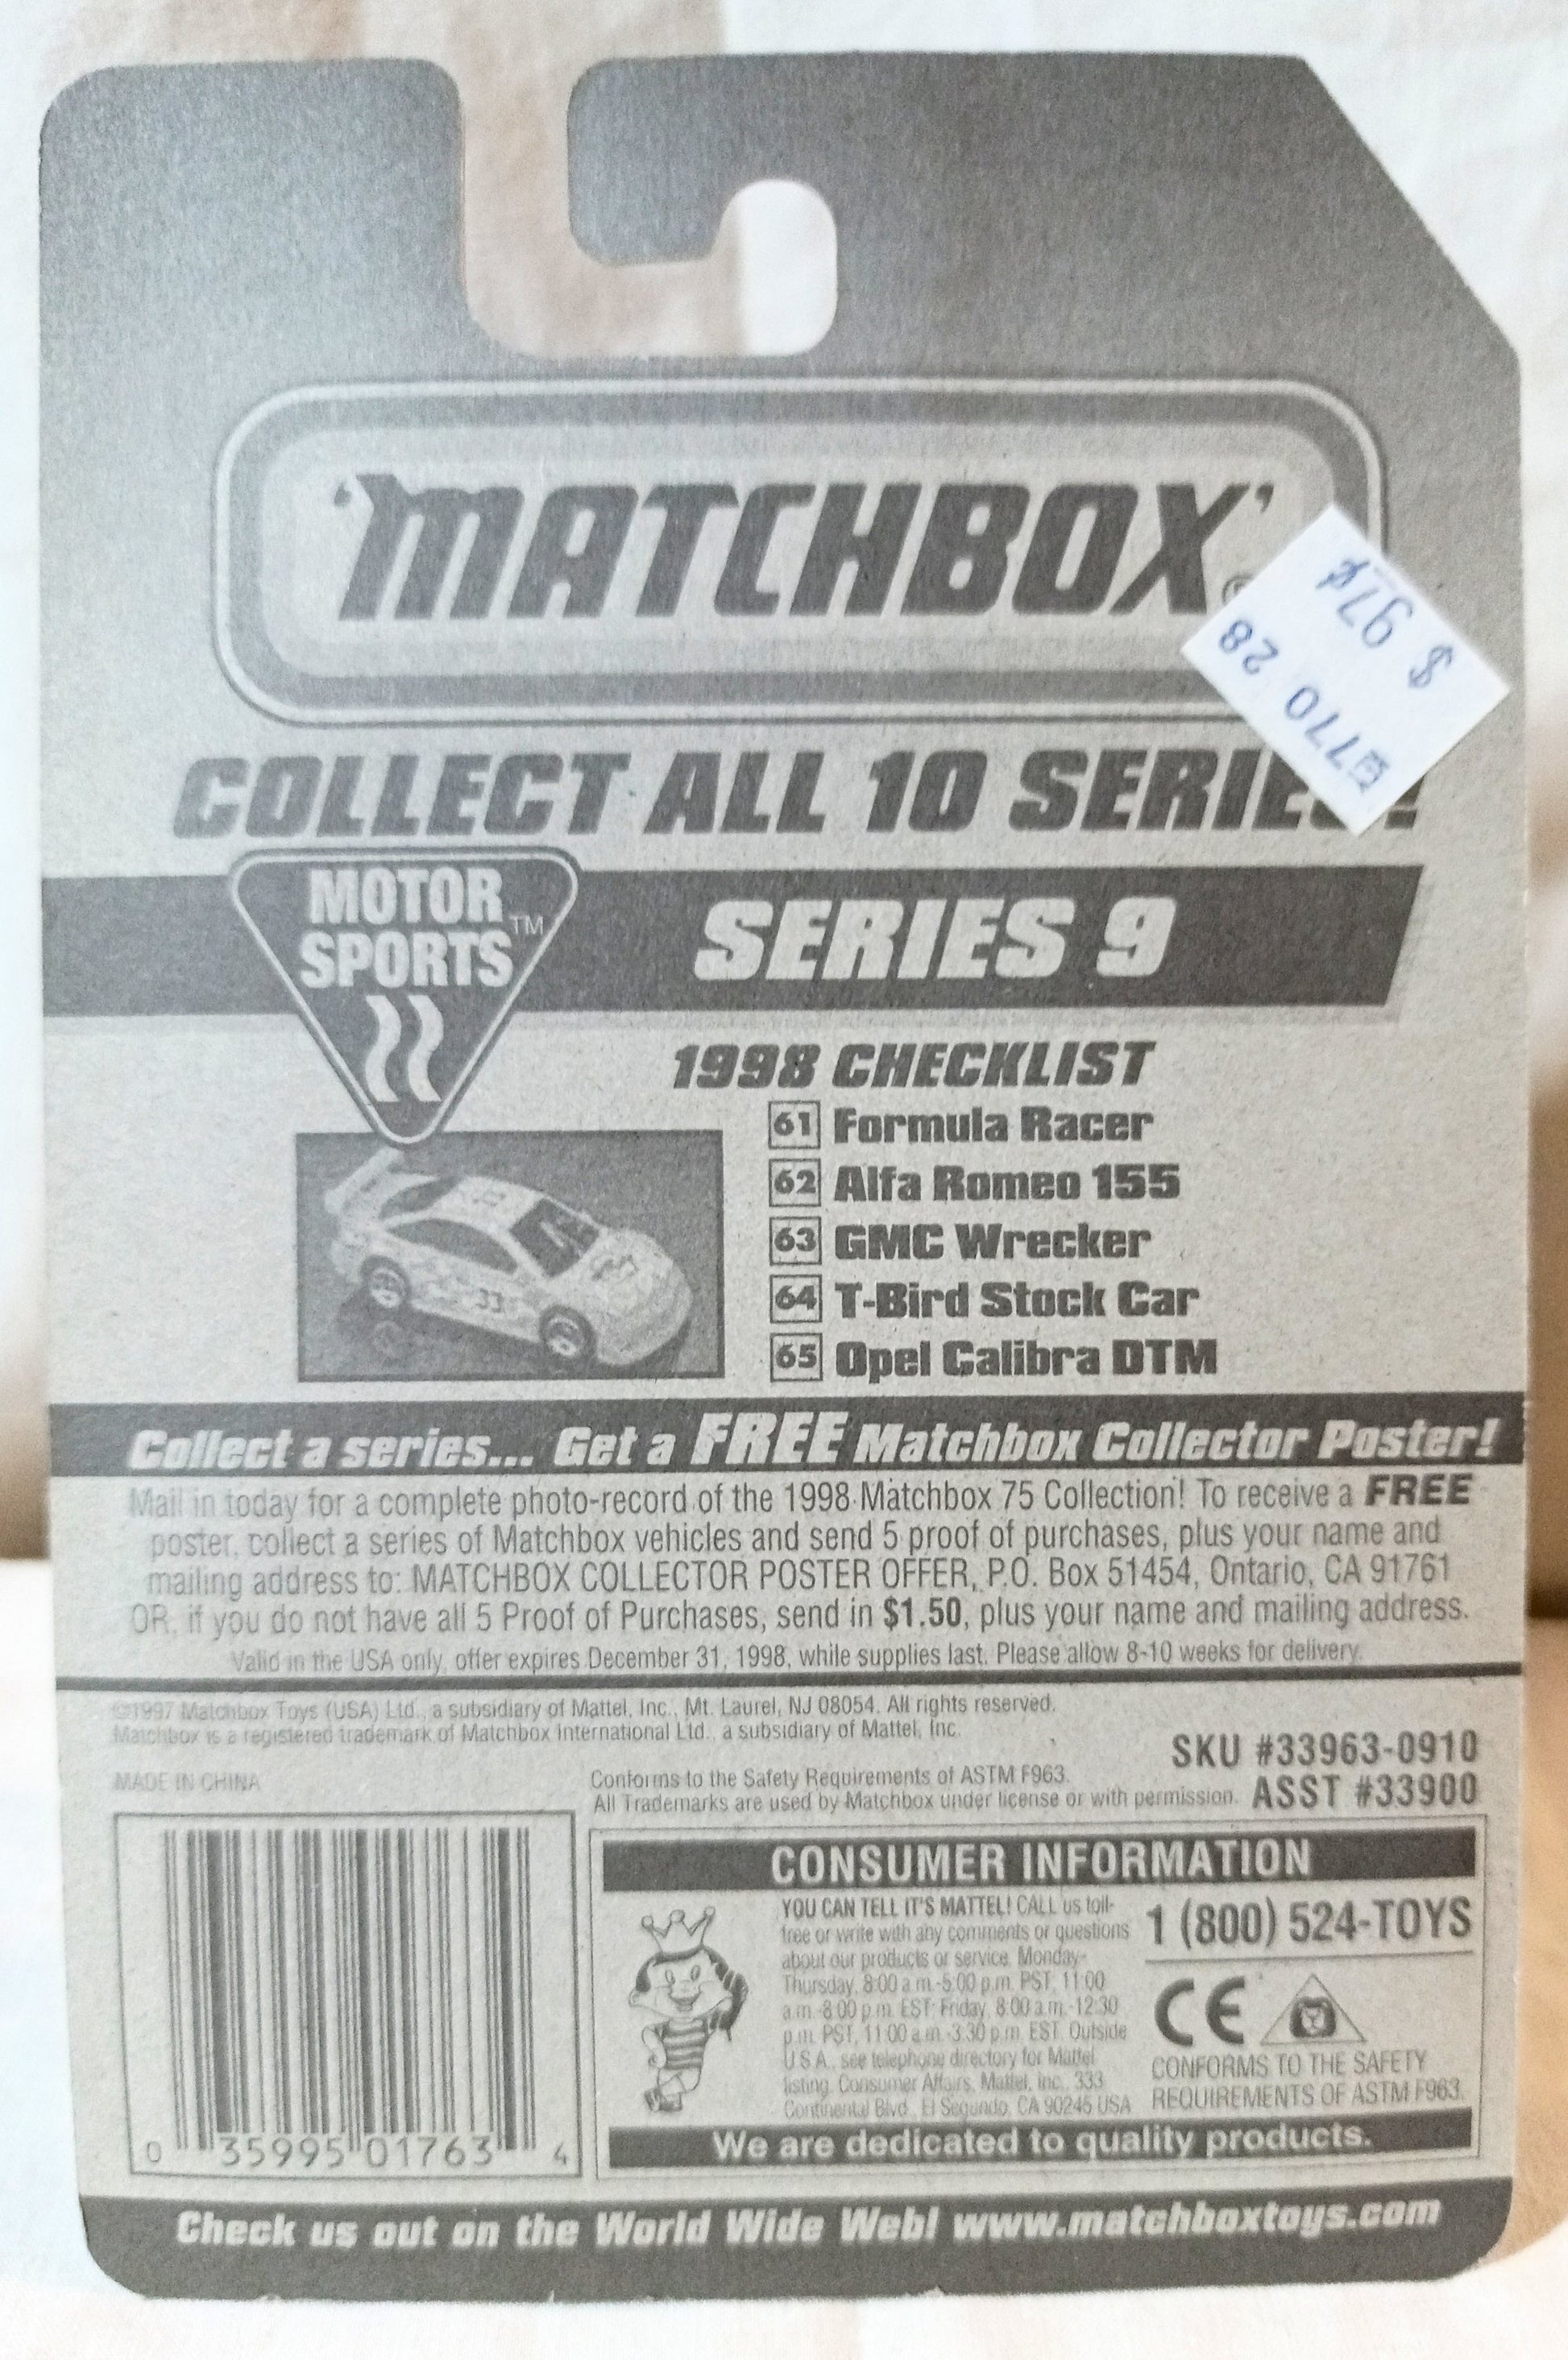 'MATCHBOX'®
$ 97¢
0770 28
COLLECT ALL 10 SERIES!
MOTOR
SPORTS™
SERIES 9
1998 CHECKLIST
61 Formula Racer
62 Alfa Romeo 155
63 GMC Wrecker
64 T-Bird Stock Car
65 Opel Calibra DTM
33
Collect a series... Get a FREE Matchbox Collector Poster!
Mail in today for a complete photo-record of the 1998 Matchbox 75 Collection! To receive a FREE
poster, collect a series of Matchbox vehicles and send 5 proof of purchases, plus your name and
mailing address to: MATCHBOX COLLECTOR POSTER OFFER, P.O. Box 51454, Ontario, CA 91761
OR, if you do not have all 5 Proof of Purchases, send in $1.50, plus your name and mailing address.
Valid in the USA only, offer expires December 31, 1998, while supplies last. Please allow 8-10 weeks for delivery.
©1997 Matchbox Toys (USA) Ltd., a subsidiary of Mattel, Inc., Mt. Laurel, NJ 08054. All rights reserved.
Matchbox is a registered trademark of Matchbox International Ltd., a subsidiary of Mattel, Inc.
SKU #33963-0910
MADE IN CHINA
Conforms to the Safety Requirements of ASTM F963.
All Trademarks are used by Matchbox under license or with permission.
ASST #33900
CONSUMER INFORMATION
YOU CAN TELL IT'S MATTEL! CALL us toll-
free or write with any comments or questions
about our products or service, Monday-
Thursday, 8:00 a.m.-5:00 p.m. PST, 11:00
a.m.-8:00 p.m. EST; Friday, 8:00 a.m.-12:30
p.m. PST, 11:00 a.m.-3:30 p.m. EST. Outside
U.S.A., see telephone directory for Mattel
listing. Consumer Affairs, Mattel, Inc., 333
Continental Blvd., El Segundo, CA 90245 USA
1 (800) 524-TOYS
CE
CONFORMS TO THE SAFETY
REQUIREMENTS OF ASTM F963.
We are dedicated to quality products.
0 35995 01763 4
Check us out on the World Wide Web! www.matchboxtoys.com